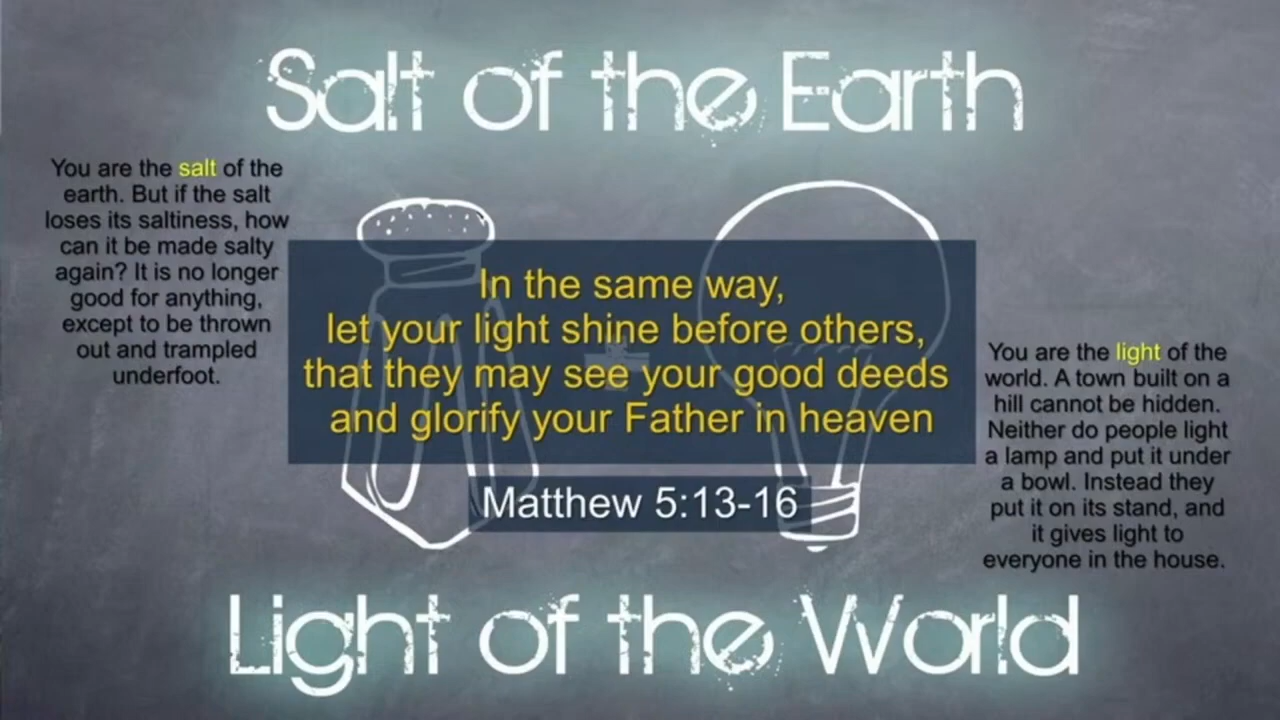 Salt of the Earth
You are the salt of the
earth. But if the salt
loses its saltiness, how
can it be made salty
again? It is no longer
good for anything,
except to be thrown
out and trampled
underfoot.
In the same way,
let your light shine before others,
that they may see your good deeds
and glorify your Father in heaven
Matthew 5:13-16
You are the light of the
world. A town built on a
hill cannot be hidden.
Neither do people light
a lamp and put it under
a bowl. Instead they
put it on its stand, and
it gives light to
everyone in the house.
Light of the World